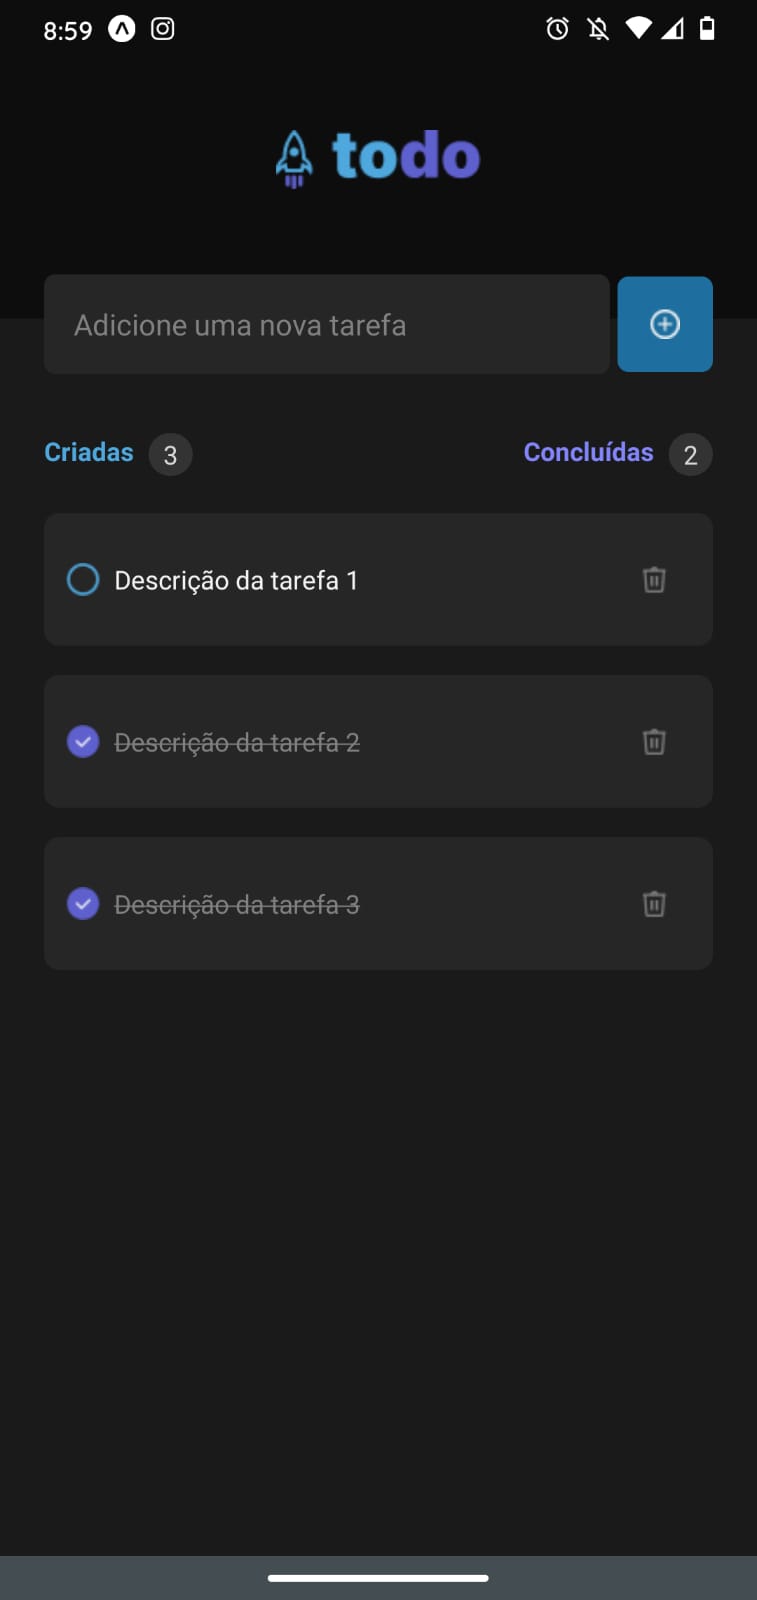 8:59
todo
Adicione uma nova tarefa
Criadas 3 Concluídas 2
Descrição da tarefa 1
Descrição da tarefa 2
Descrição da tarefa 3